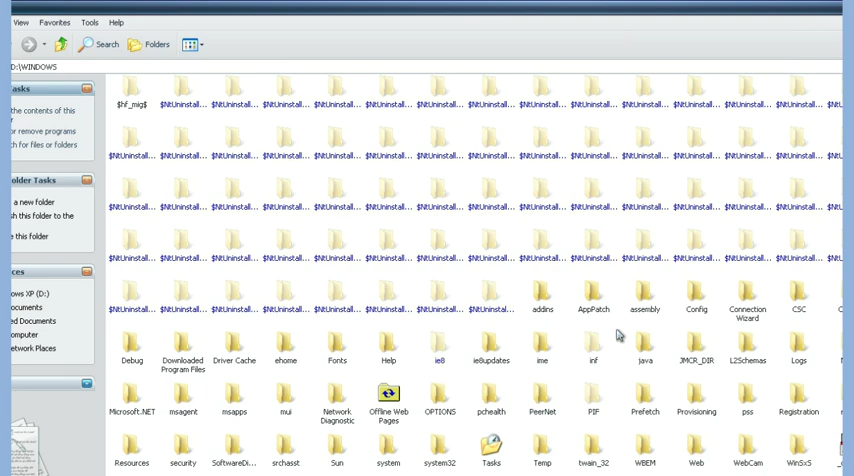 View Favorites Tools Help
Search Folders
D:\WINDOWS
asks
the contents of this
r
or remove programs
ch for files or folders
older Tasks
a new folder
sh this folder to the
e this folder
ces
ows XP (D:)
ocuments
ed Documents
omputer
etwork Places
$hf_mig$ $NtUninstall... $NtUninstall... $NtUninstall... $NtUninstall... $NtUninstall... $NtUninstall... $NtUninstall... $NtUninstall... $NtUninstall... $NtUninstall... $NtUninstall... $NtUninstall... $NtUninstall...
$NtUninstall... $NtUninstall... $NtUninstall... $NtUninstall... $NtUninstall... $NtUninstall... $NtUninstall... $NtUninstall... $NtUninstall... $NtUninstall... $NtUninstall... $NtUninstall... $NtUninstall... $NtUninstall...
$NtUninstall... $NtUninstall... $NtUninstall... $NtUninstall... $NtUninstall... $NtUninstall... $NtUninstall... $NtUninstall... $NtUninstall... $NtUninstall... $NtUninstall... $NtUninstall... $NtUninstall... $NtUninstall...
$NtUninstall... $NtUninstall... $NtUninstall... $NtUninstall... $NtUninstall... $NtUninstall... $NtUninstall... $NtUninstall... $NtUninstall... $NtUninstall... $NtUninstall... $NtUninstall... $NtUninstall... $NtUninstall...
$NtUninstall... $NtUninstall... $NtUninstall... $NtUninstall... $NtUninstall... $NtUninstall... $NtUninstall... $NtUninstall... addins AppPatch assembly Config Connection CSC
Wizard
Debug Downloaded Driver Cache ehome Fonts Help ie8 ie8updates ime inf java JMCR_DIR L2Schemas Logs
Program Files
Microsoft.NET msagent msapps mui Network Offline Web OPTIONS pchealth PeerNet PIF Prefetch Provisioning pss Registration
Diagnostic Pages
Resources security SoftwareDi... srchasst Sun system system32 Tasks Temp twain_32 WBEM Web WebCam WinSxS